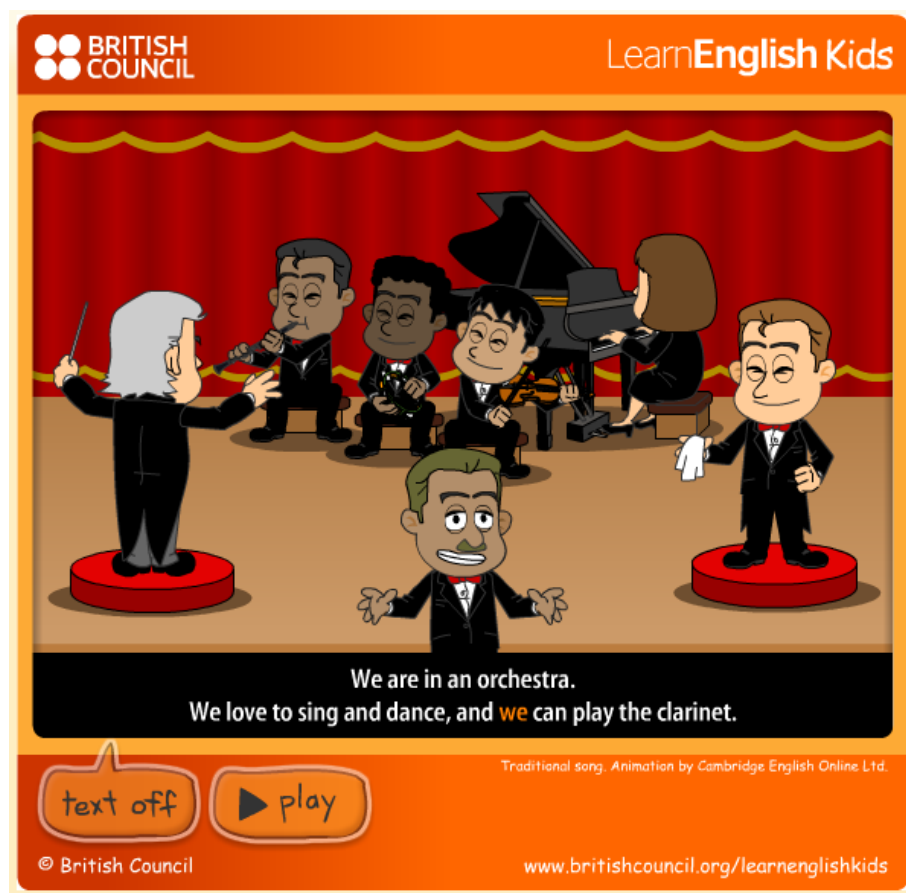 BRITISH
COUNCIL
LearnEnglish Kids
We are in an orchestra.
We love to sing and dance, and we can play the clarinet.
Traditional song. Animation by Cambridge English Online Ltd.
text off
play
© British Council
www.britishcouncil.org/learnenglishkids